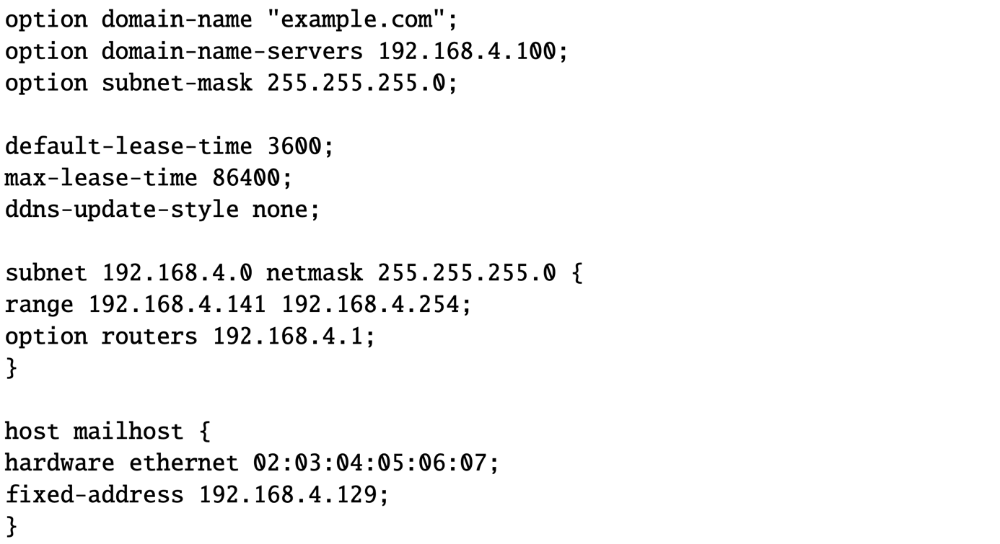 option domain-name "example.com";
option domain-name-servers 192.168.4.100;
option subnet-mask 255.255.255.0;

default-lease-time 3600;
max-lease-time 86400;
ddns-update-style none;

subnet 192.168.4.0 netmask 255.255.255.0 {
range 192.168.4.141 192.168.4.254;
option routers 192.168.4.1;
}

host mailhost {
hardware ethernet 02:03:04:05:06:07;
fixed-address 192.168.4.129;
}